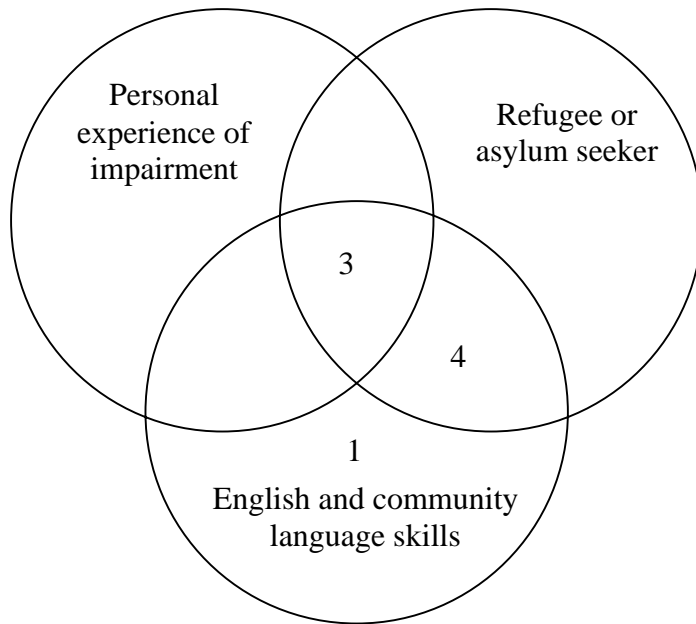 Personal
experience of
impairment
Refugee or
asylum seeker
3
4
1
English and community
language skills